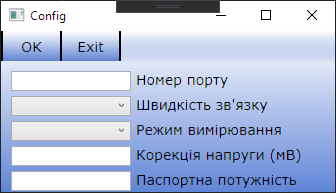 Config
OK Exit
Номер порту
Швидкість зв'язку
Режим вимірювання
Корекція напруги (мВ)
Паспортна потужність